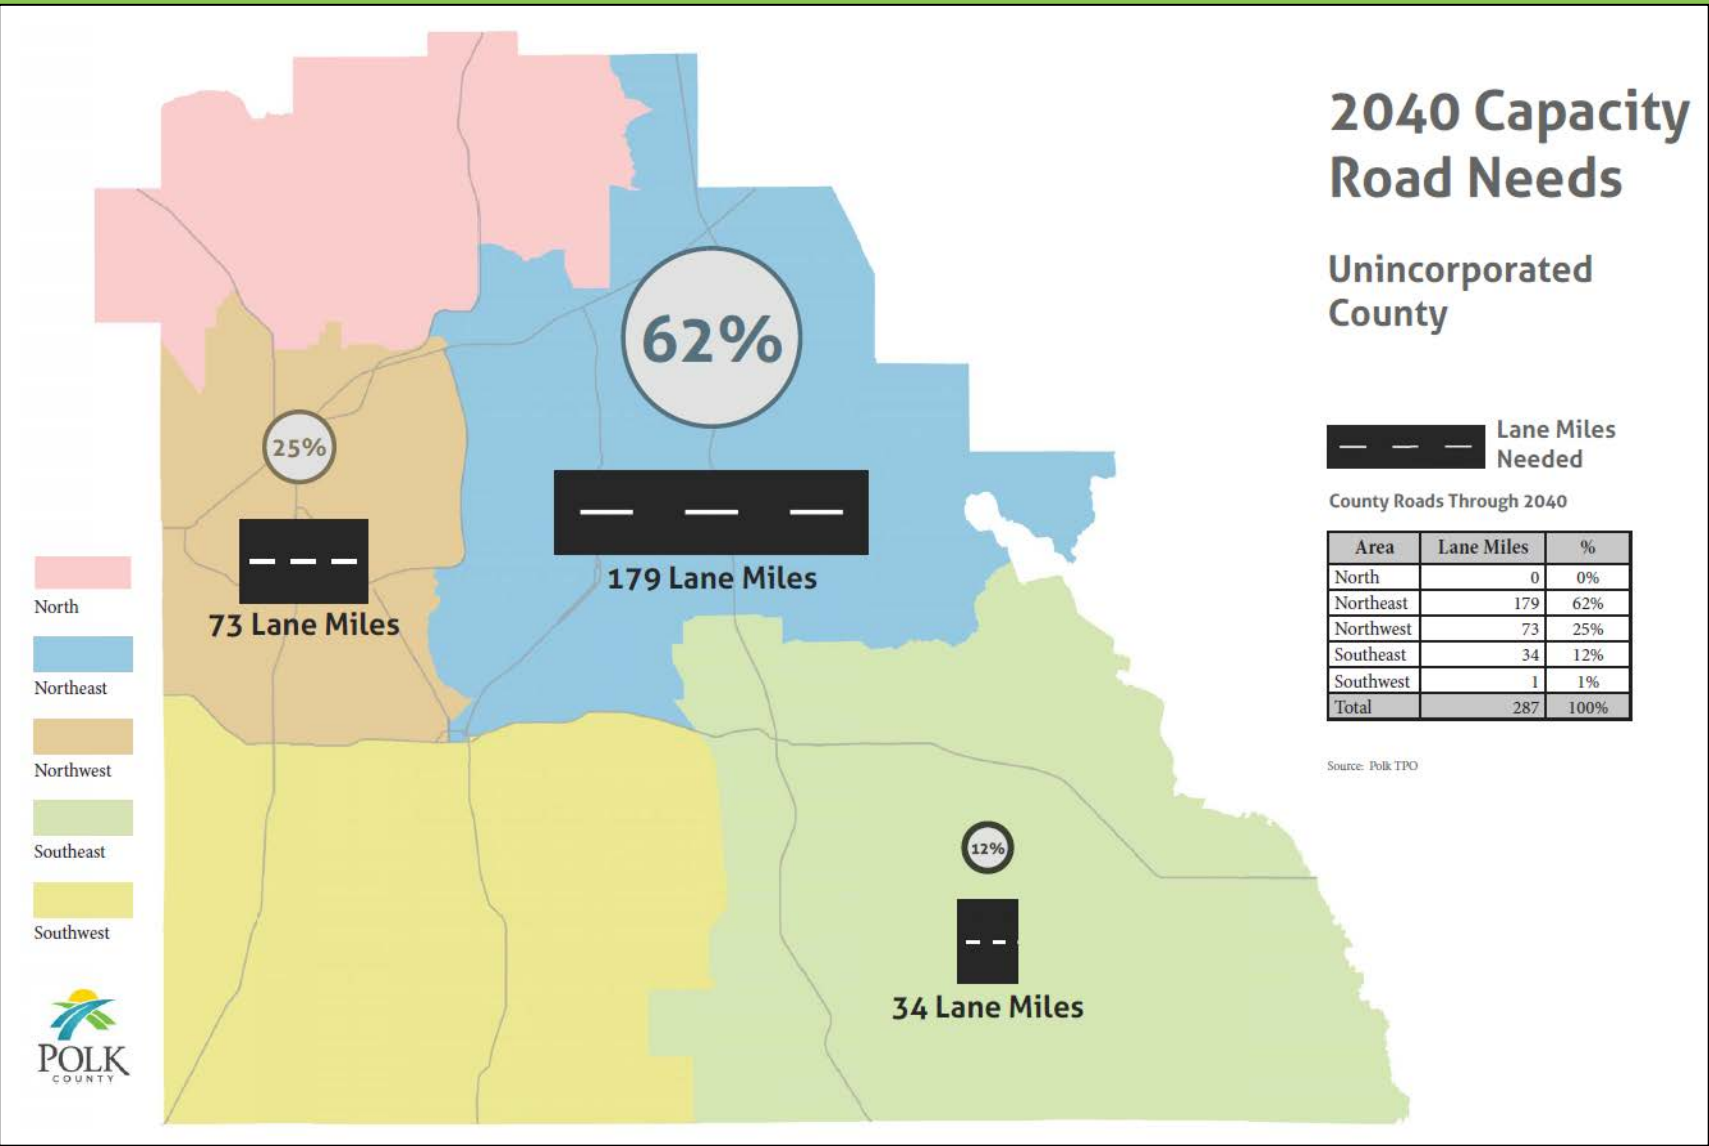 2040 Capacity
Road Needs
Unincorporated
County
62%
25%
179 Lane Miles
73 Lane Miles
12%
34 Lane Miles
North
Northeast
Northwest
Southeast
Southwest
POLK
COUNTY
Lane Miles
Needed
County Roads Through 2040
Area Lane Miles %
North 0 0%
Northeast 179 62%
Northwest 73 25%
Southeast 34 12%
Southwest 1 1%
Total 287 100%
Source: Polk TPO